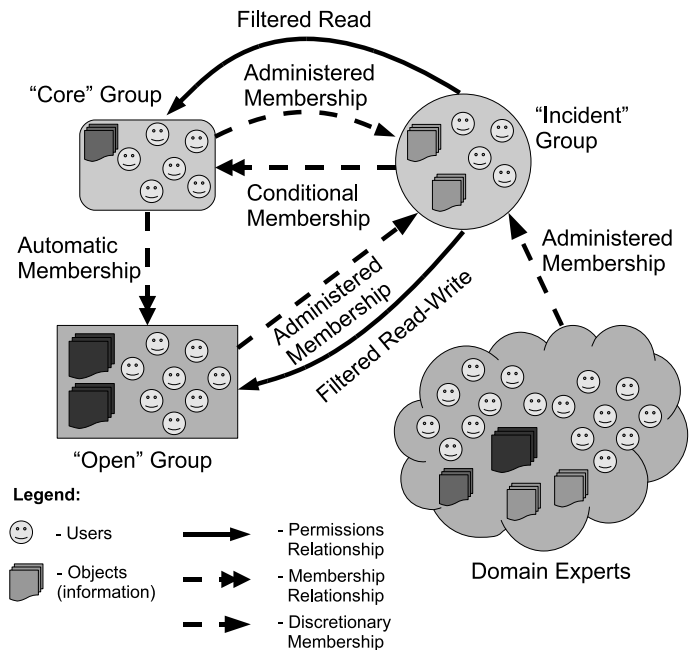 Filtered Read
“Core” Group
Administered
Membership
“Incident”
Group
Conditional
Membership
Automatic
Membership
Administered
Membership
Administered
Membership
Filtered Read-Write
“Open” Group
Domain Experts
Legend:
- Users
- Objects
(information)
- Permissions
Relationship
- Membership
Relationship
- Discretionary
Membership